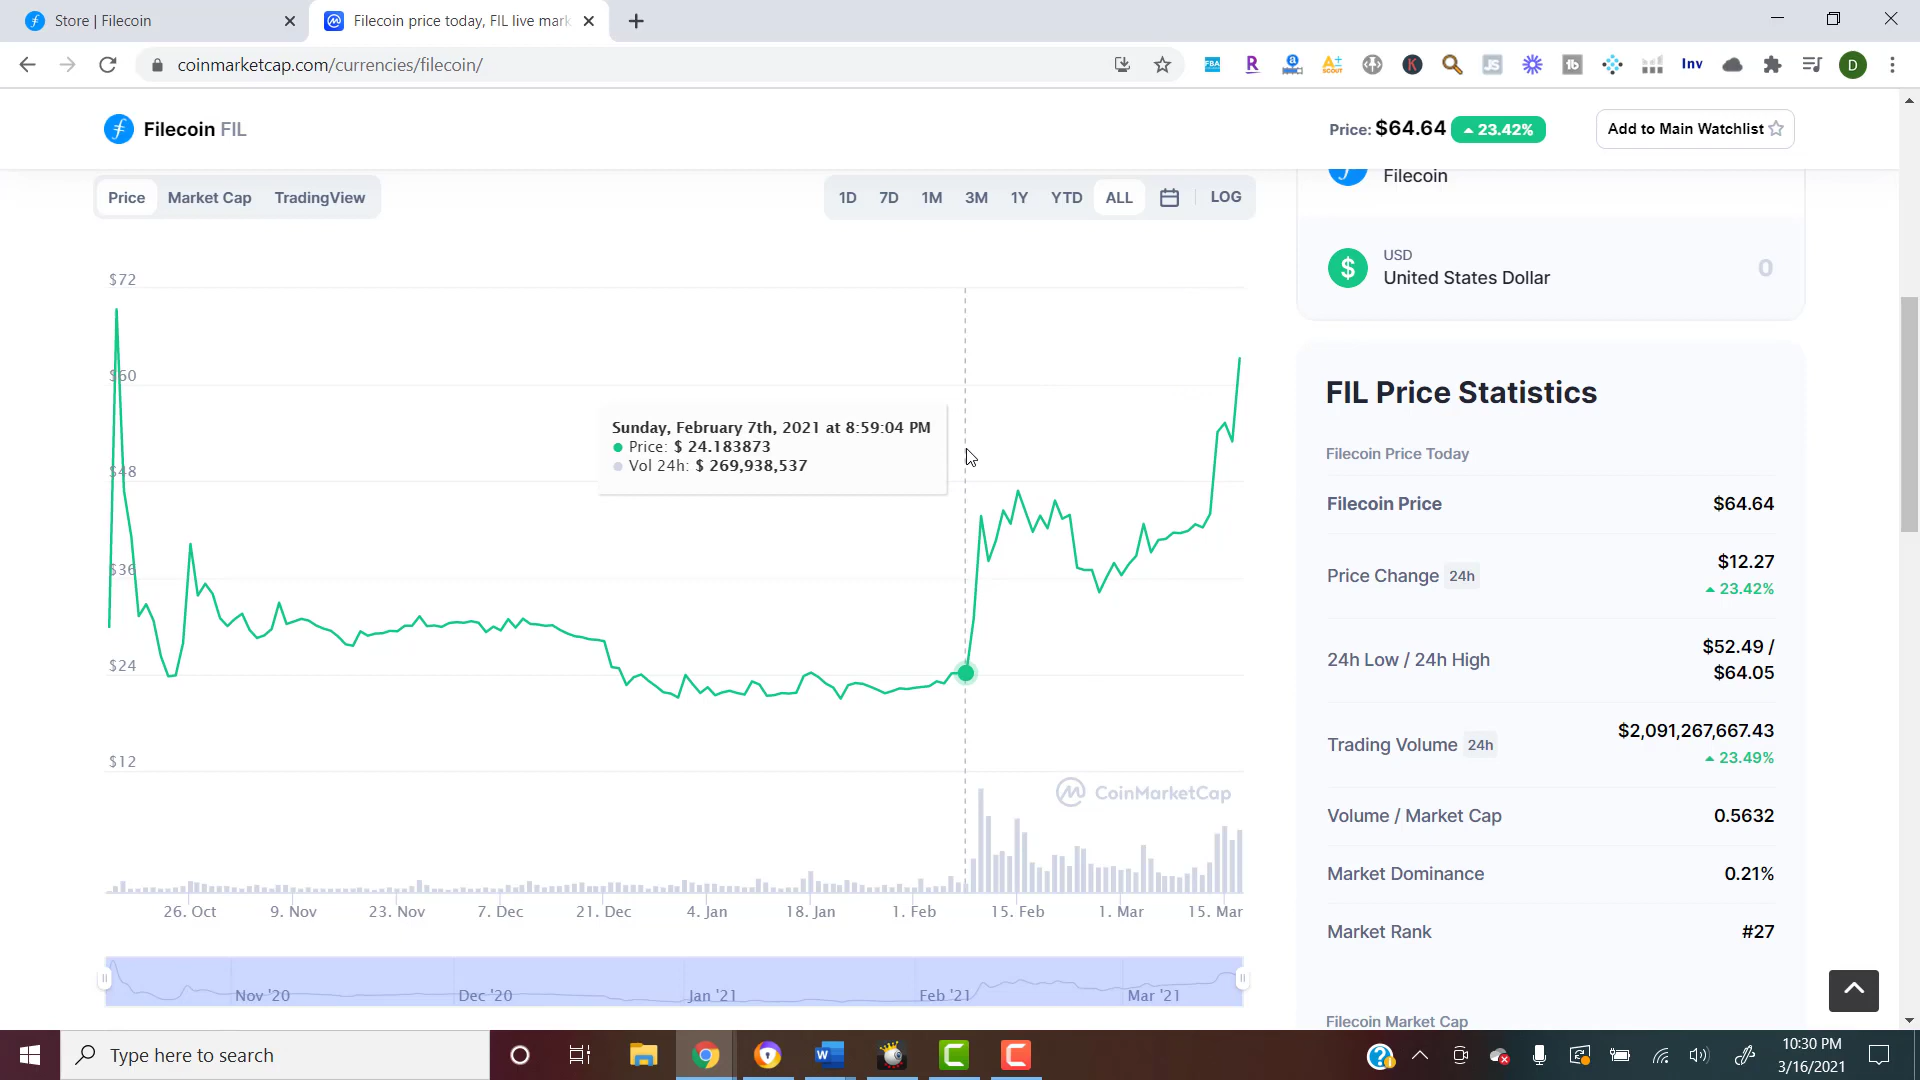 Store | Filecoin
Filecoin price today, FIL live mark
coinmarketcap.com/currencies/filecoin/
FBA
R
K
JS
1b
Inv
D
Filecoin FIL
Price: $64.64
23.42%
Add to Main Watchlist
Price Market Cap TradingView
1D 7D 1M 3M 1Y YTD ALL LOG
Filecoin
USD
United States Dollar
0
$72
$60
$48
$36
$24
$12
Sunday, February 7th, 2021 at 8:59:04 PM
Price: $ 24.183873
Vol 24h: $ 269,938,537
CoinMarketCap
26. Oct 9. Nov 23. Nov 7. Dec 21. Dec 4. Jan 18. Jan 1. Feb 15. Feb 1. Mar 15. Mar
Nov '20 Dec '20 Jan '21 Feb '21 Mar '21
FIL Price Statistics
Filecoin Price Today
Filecoin Price $64.64
Price Change 24h $12.27
23.42%
24h Low / 24h High $52.49 /
$64.05
Trading Volume 24h $2,091,267,667.43
23.49%
Volume / Market Cap 0.5632
Market Dominance 0.21%
Market Rank #27
Filecoin Market Cap
Type here to search
10:30 PM
3/16/2021